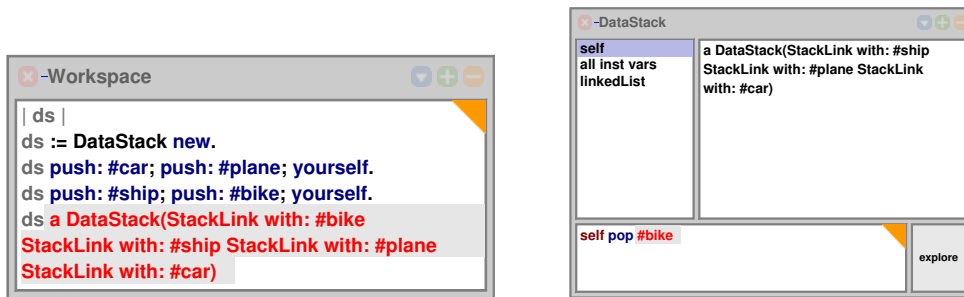 Workspace
| ds |
ds := DataStack new.
ds push: #car; push: #plane; yourself.
ds push: #ship; push: #bike; yourself.
ds a DataStack(StackLink with: #bike
StackLink with: #ship StackLink with: #plane
StackLink with: #car)
DataStack
self
all inst vars
linkedList
a DataStack(StackLink with: #ship
StackLink with: #plane StackLink
with: #car)
self pop #bike
explore